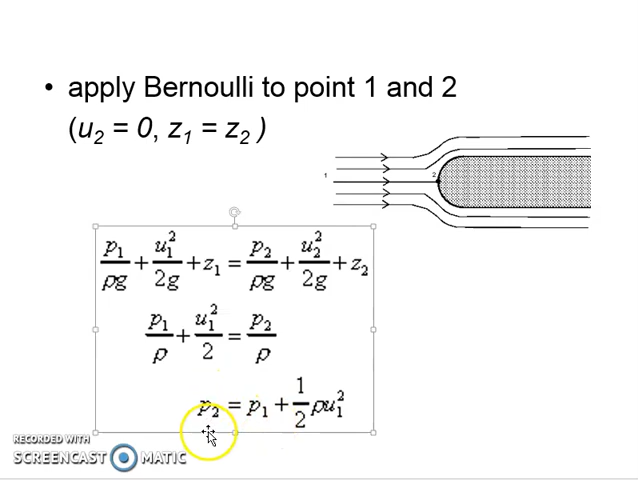 • apply Bernoulli to point 1 and 2
(u₂ = 0, z₁ = z₂ )
1
2
p₁/ρg + u₁²/2g + z₁ = p₂/ρg + u₂²/2g + z₂
p₁/ρ + u₁²/2 = p₂/ρ
p₂ = p₁ + 1/2 ρu₁²
RECORDED WITH
SCREENCAST MATIC